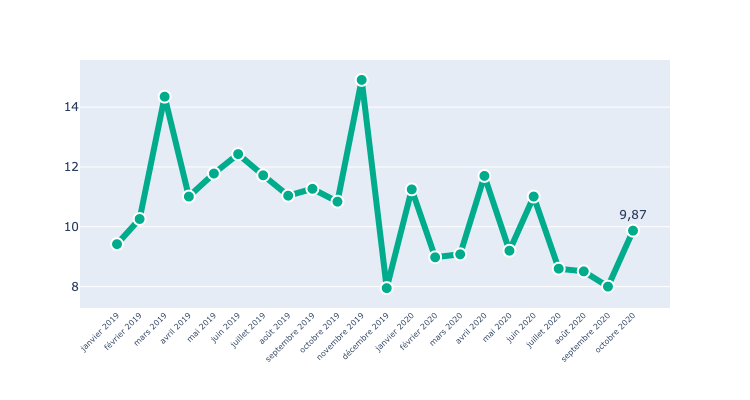 14
12
10
8
9,87
janvier 2019
février 2019
mars 2019
avril 2019
mai 2019
juin 2019
juillet 2019
août 2019
septembre 2019
octobre 2019
novembre 2019
décembre 2019
janvier 2020
février 2020
mars 2020
avril 2020
mai 2020
juin 2020
juillet 2020
août 2020
septembre 2020
octobre 2020